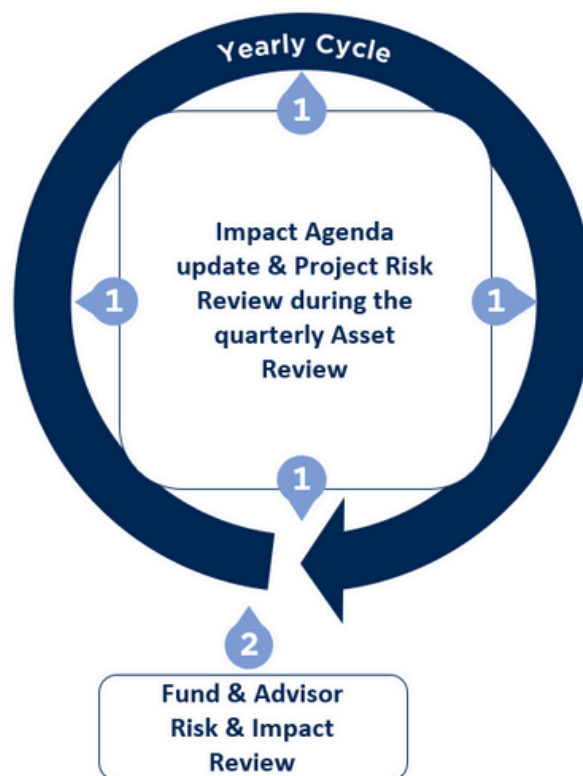 Yearly Cycle
1
Impact Agenda
update & Project Risk
Review during the
quarterly Asset
Review
1
1
1
2
Fund & Advisor
Risk & Impact
Review